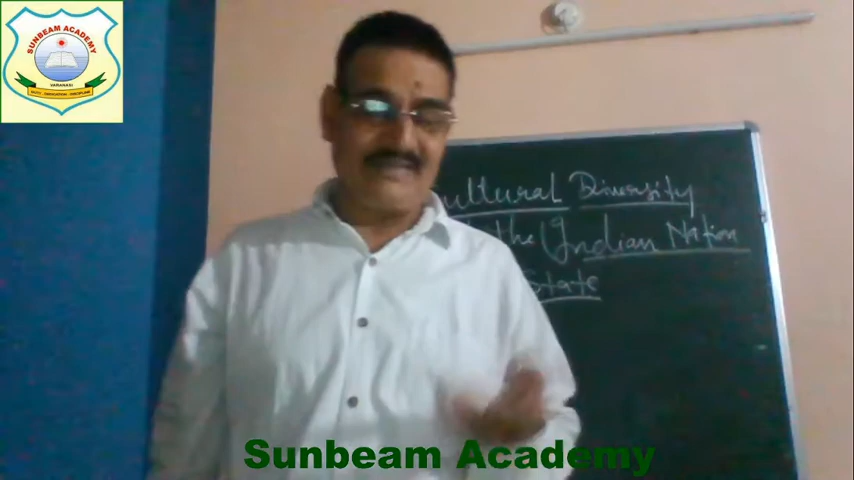 SUNBEAM ACADEMY
VARANASI
ultural Diversity
the Indian Nation
State
Sunbeam Academy